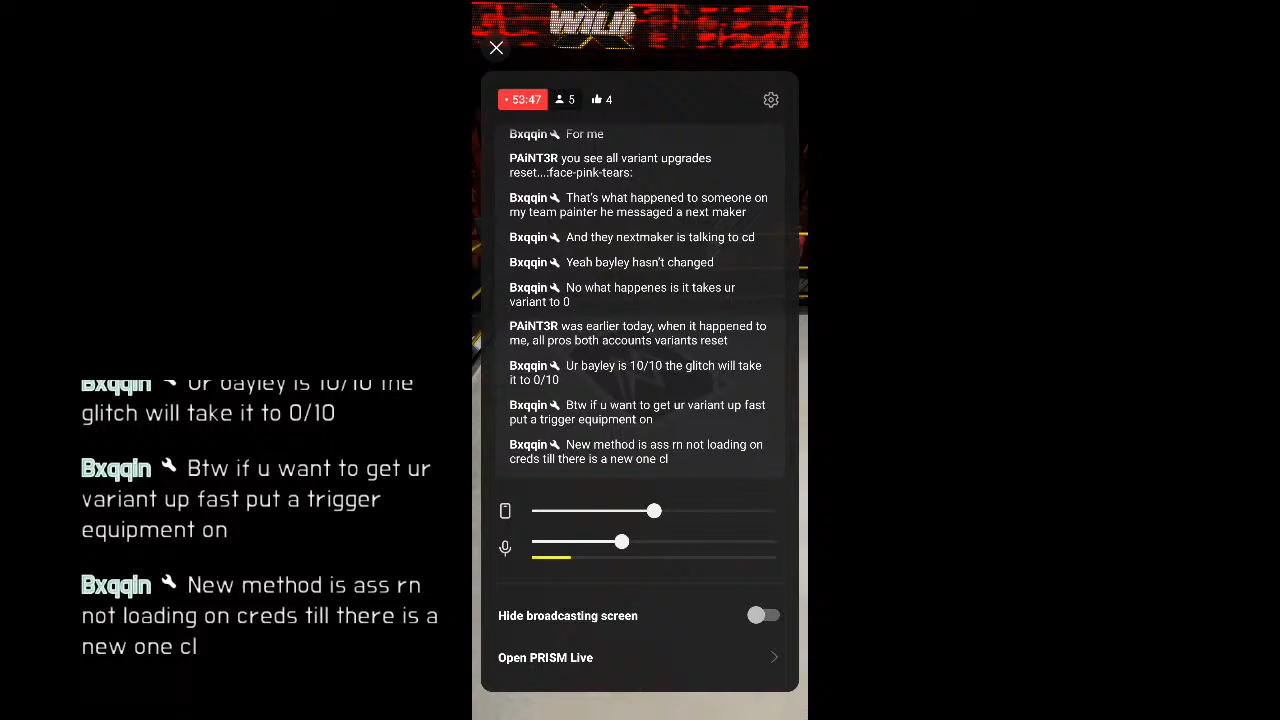 WILD
53:47 5 4
Bxqqin For me
PAiNT3R you see all variant upgrades
reset...:face-pink-tears:
Bxqqin That's what happened to someone on
my team painter he messaged a next maker
Bxqqin And they nextmaker is talking to cd
Bxqqin Yeah bayley hasn't changed
Bxqqin No what happenes is it takes ur
variant to 0
PAiNT3R was earlier today, when it happened to
me, all pros both accounts variants reset
Bxqqin Ur bayley is 10/10 the glitch will take
it to 0/10
Bxqqin Btw if u want to get ur variant up fast
put a trigger equipment on
Bxqqin New method is ass rn not loading on
creds till there is a new one cl
Hide broadcasting screen
Open PRISM Live
Bxqqin Ur bayley is 10/10 the
glitch will take it to 0/10
Bxqqin Btw if u want to get ur
variant up fast put a trigger
equipment on
Bxqqin New method is ass rn
not loading on creds till there is a
new one cl